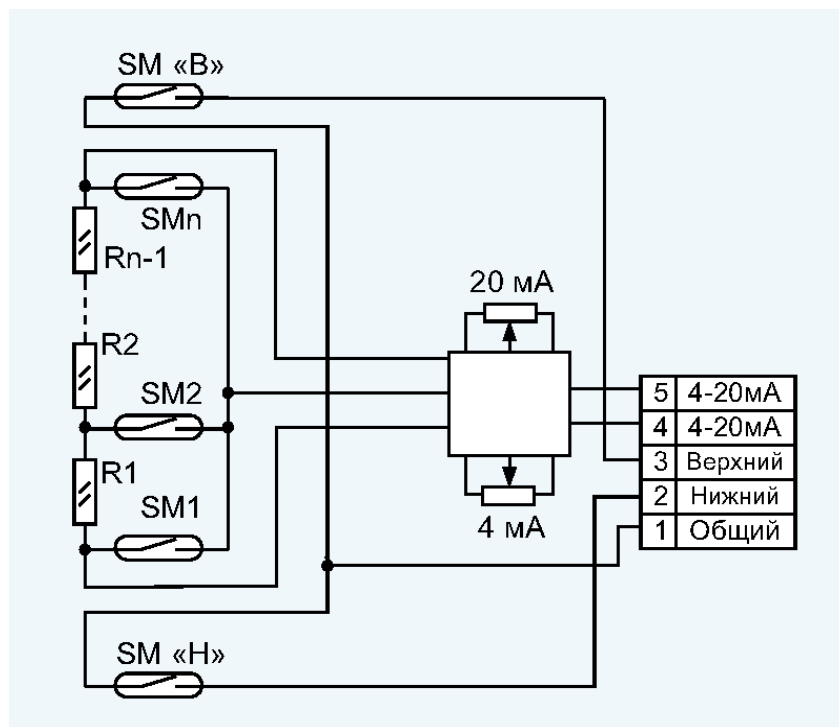 SM «В»
SMn
Rn-1
20 мА
R2
SM2
5 4-20мА
4 4-20мА
R1
3 Верхний
2 Нижний
SM1
4 мА
1 Общий
SM «Н»